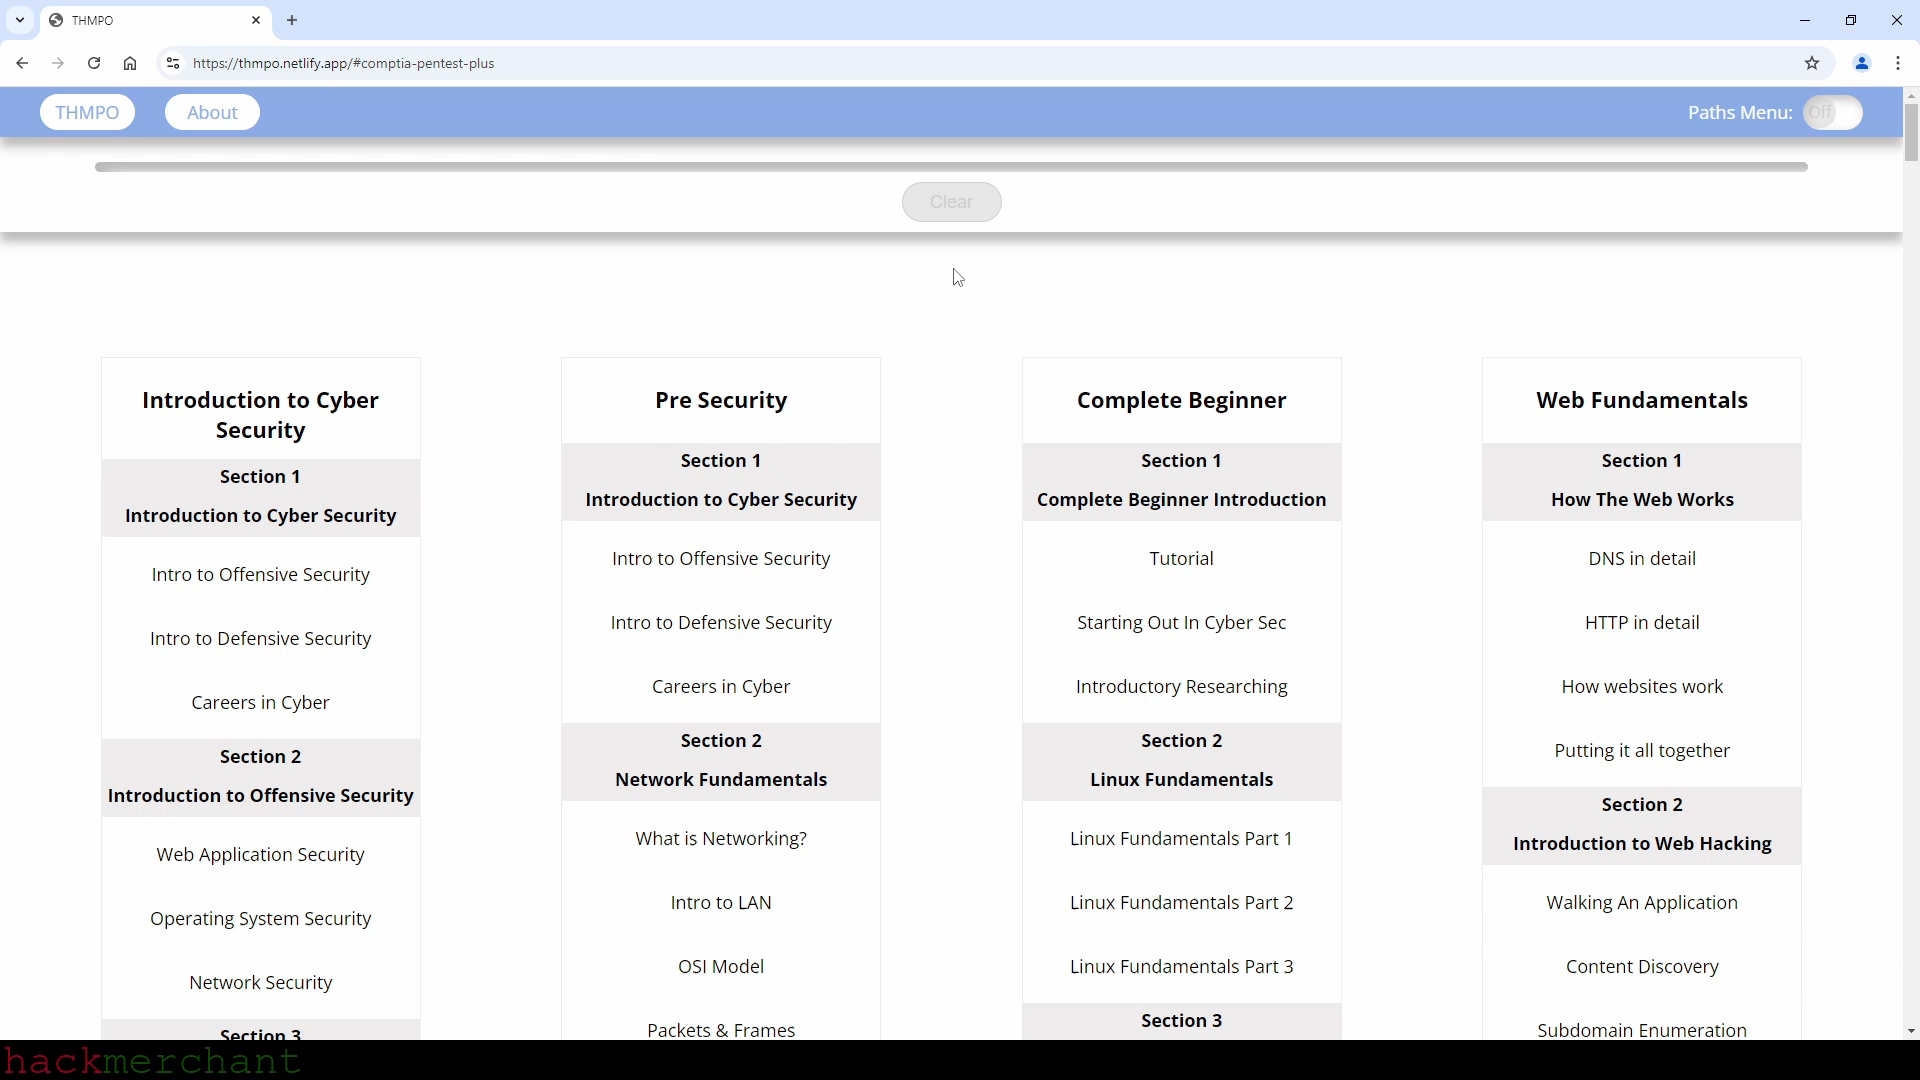 THMPO
https://thmpo.netlify.app/#comptia-pentest-plus
THMPO
About
Paths Menu:
Off
Clear
Introduction to Cyber
Security
Section 1
Introduction to Cyber Security
Intro to Offensive Security
Intro to Defensive Security
Careers in Cyber
Section 2
Introduction to Offensive Security
Web Application Security
Operating System Security
Network Security
Section 3
Pre Security
Section 1
Introduction to Cyber Security
Intro to Offensive Security
Intro to Defensive Security
Careers in Cyber
Section 2
Network Fundamentals
What is Networking?
Intro to LAN
OSI Model
Packets & Frames
Complete Beginner
Section 1
Complete Beginner Introduction
Tutorial
Starting Out In Cyber Sec
Introductory Researching
Section 2
Linux Fundamentals
Linux Fundamentals Part 1
Linux Fundamentals Part 2
Linux Fundamentals Part 3
Section 3
Web Fundamentals
Section 1
How The Web Works
DNS in detail
HTTP in detail
How websites work
Putting it all together
Section 2
Introduction to Web Hacking
Walking An Application
Content Discovery
Subdomain Enumeration
hackmerchant